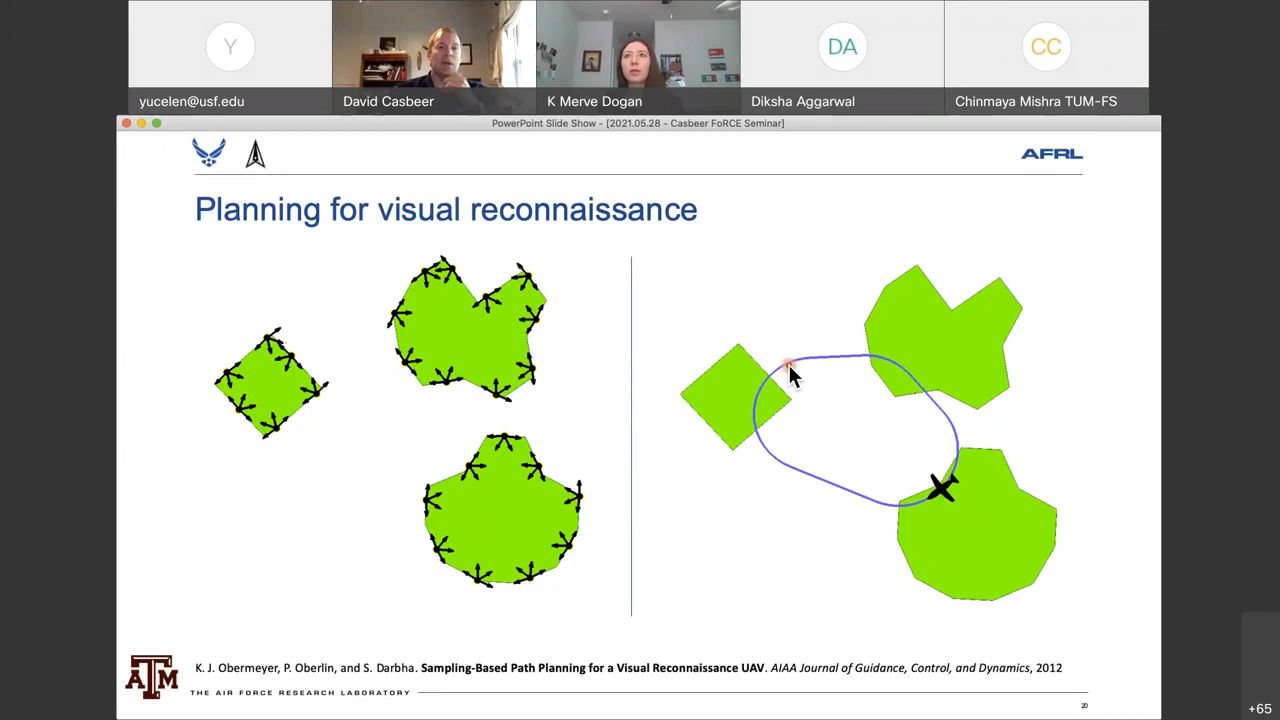 Y
DA
CC
yucelen@usf.edu
David Casbeer
K Merve Dogan
Diksha Aggarwal
Chinmaya Mishra TUM-FS
PowerPoint Slide Show - [2021.05.28 - Casbeer FoRCE Seminar]
AFRL
Planning for visual reconnaissance
K. J. Obermeyer, P. Oberlin, and S. Darbha. Sampling-Based Path Planning for a Visual Reconnaissance UAV. AIAA Journal of Guidance, Control, and Dynamics, 2012
ATM
THE AIR FORCE RESEARCH LABORATORY
20
+65